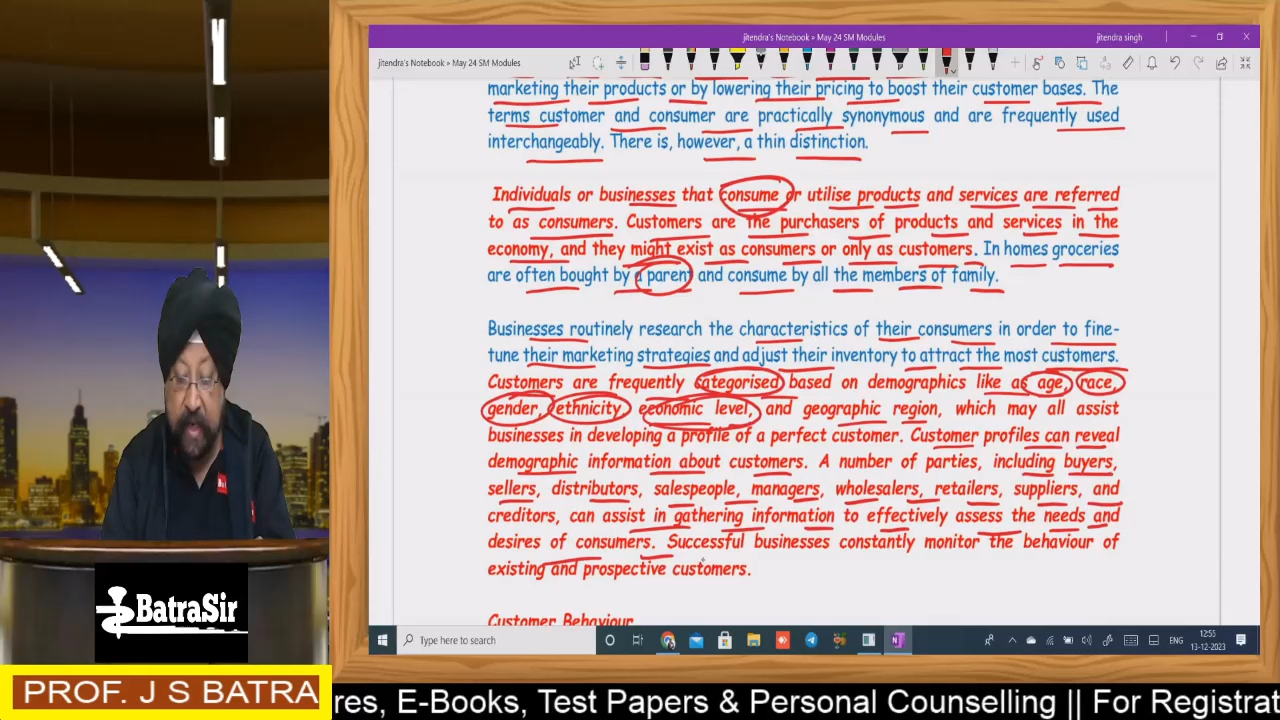 jitendra's Notebook » May 24 SM Modules
jitendra singh
jitendra's Notebook » May 24 SM Modules
marketing their products or by lowering their pricing to boost their customer bases. The
terms customer and consumer are practically synonymous and are frequently used
interchangeably. There is, however, a thin distinction.
Individuals or businesses that consume or utilise products and services are referred
to as consumers. Customers are the purchasers of products and services in the
economy, and they might exist as consumers or only as customers. In homes groceries
are often bought by a parent and consume by all the members of family.
Businesses routinely research the characteristics of their consumers in order to fine-
tune their marketing strategies and adjust their inventory to attract the most customers.
Customers are frequently categorised based on demographics like as age, race,
gender, ethnicity economic level, and geographic region, which may all assist
businesses in developing a profile of a perfect customer. Customer profiles can reveal
demographic information about customers. A number of parties, including buyers,
sellers, distributors, salespeople, managers, wholesalers, retailers, suppliers, and
creditors, can assist in gathering information to effectively assess the needs and
desires of consumers. Successful businesses constantly monitor the behaviour of
existing and prospective customers.
Customer Behaviour
BatraSir
Type here to search
ENG
12:55
13-12-2023
PROF. J S BATRA
res, E-Books, Test Papers & Personal Counselling || For Registrat